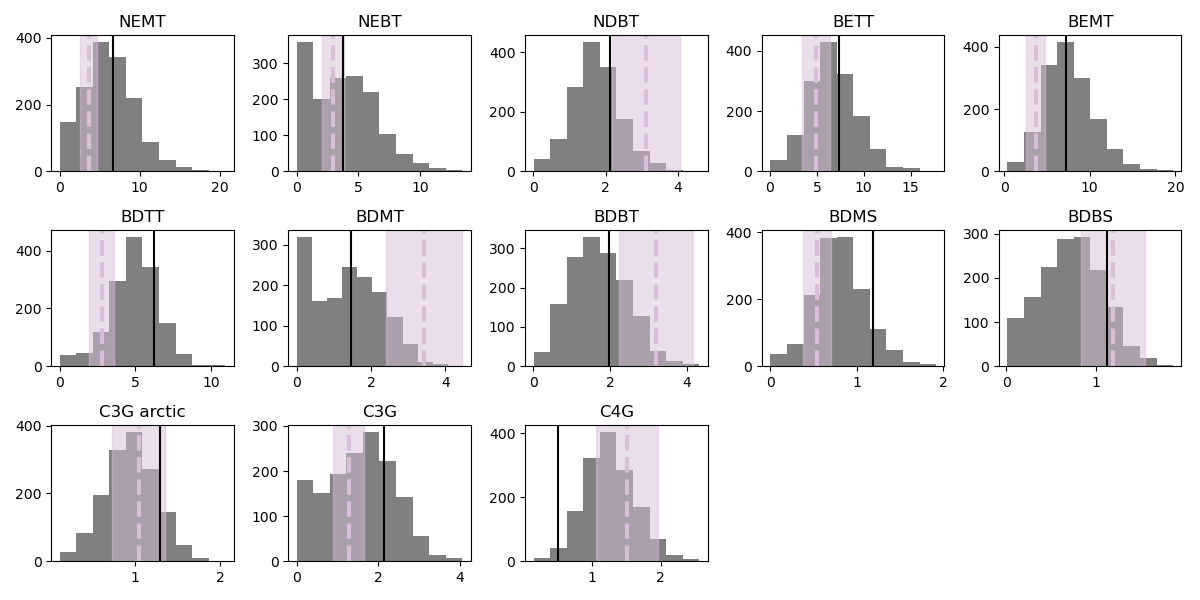 NEMT NEBT NDBT BETT BEMT
400 300 400 400 400
200 200 200 200 200
100
0 0 0 0 0
0 10 20 0 5 10 0 2 4 0 5 10 15 0 10 20
BDTT BDMT BDBT BDMS BDBS
400 300 300 400 300
200 200 200 200 200
100 100 100
0 0 0 0 0
0 5 10 0 2 4 0 2 4 0 1 2 0 1
C3G arctic C3G C4G
400 300 400
200 200 200
100
0 0 0
1 2 0 2 4 1 2